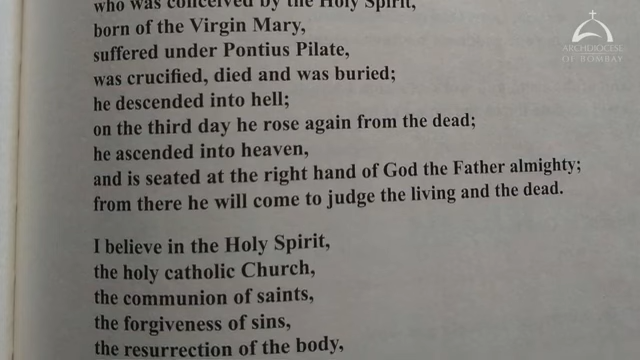 who was conceived by the Holy Spirit,
born of the Virgin Mary,
suffered under Pontius Pilate,
was crucified, died and was buried;
he descended into hell;
on the third day he rose again from the dead;
he ascended into heaven,
and is seated at the right hand of God the Father almighty;
from there he will come to judge the living and the dead.
I believe in the Holy Spirit,
the holy catholic Church,
the communion of saints,
the forgiveness of sins,
the resurrection of the body,
ARCHDIOCESE
OF BOMBAY